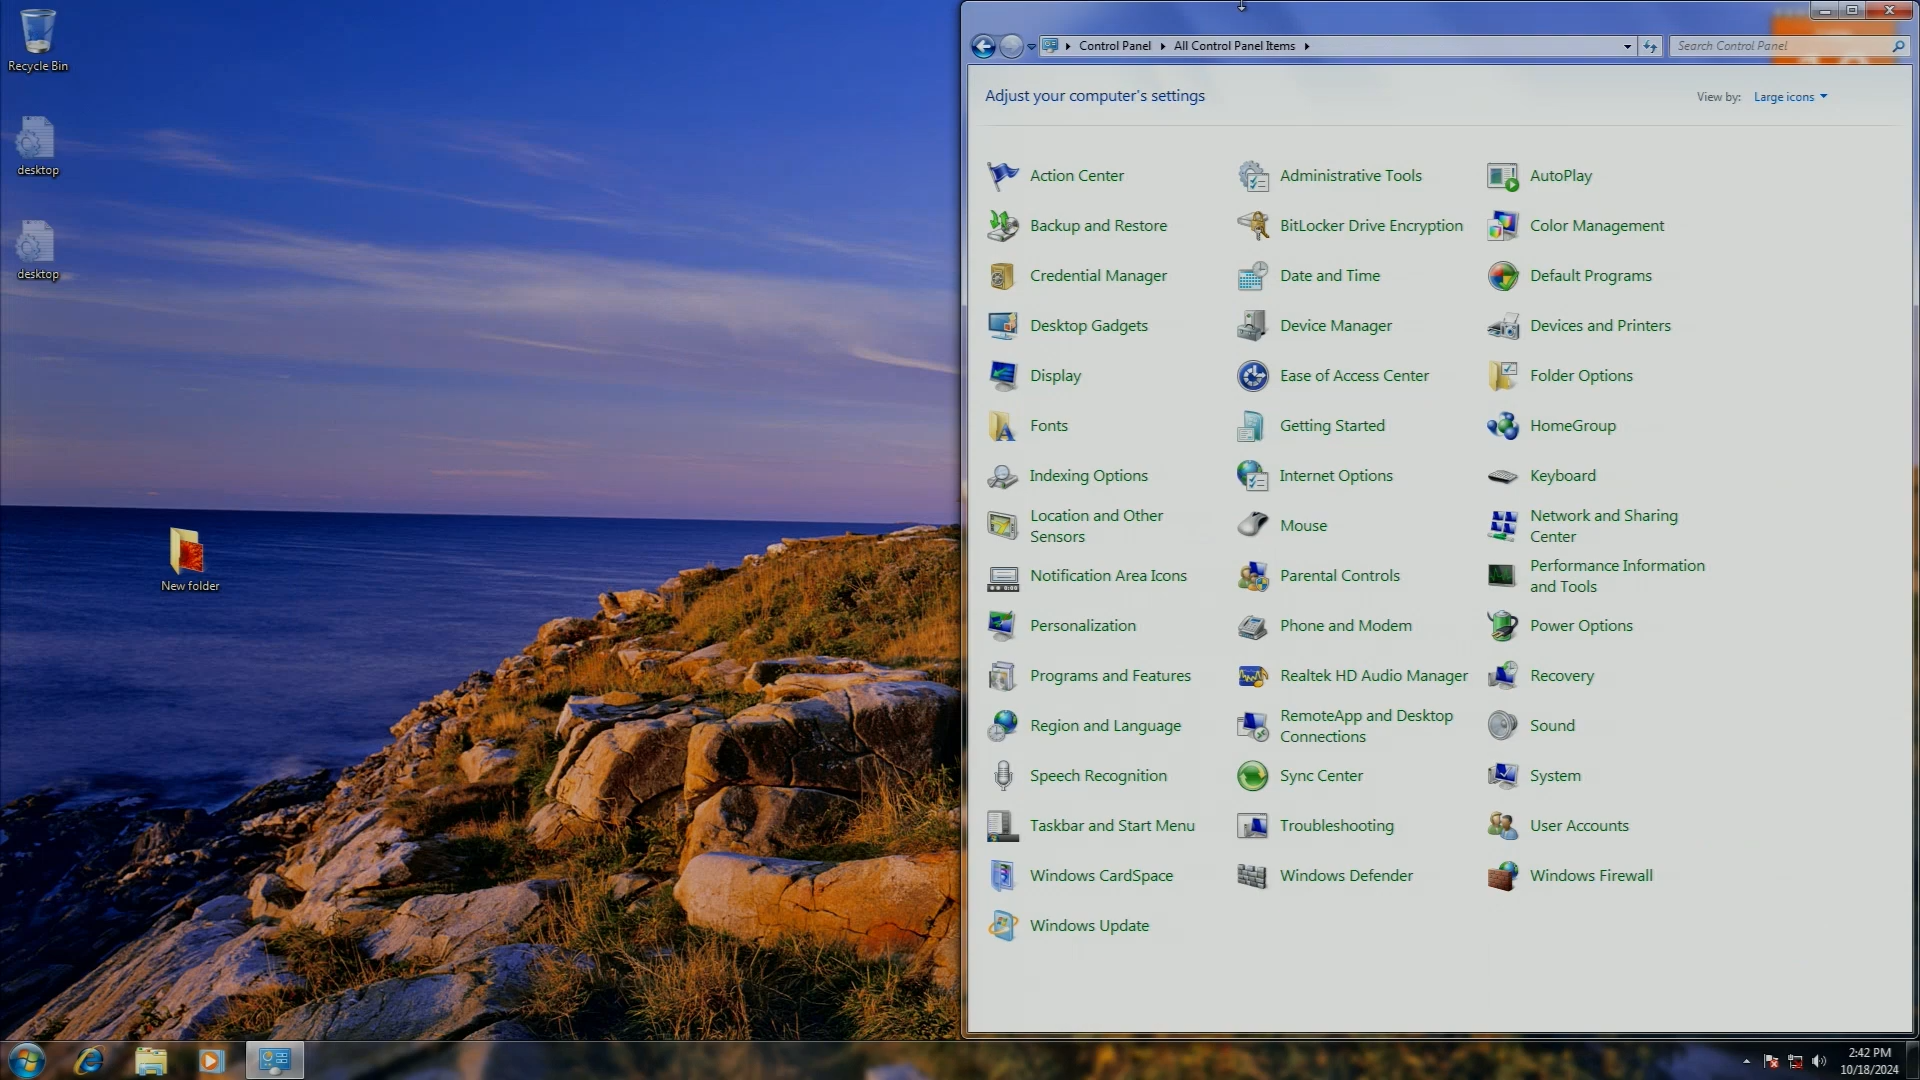 Recycle Bin
desktop
desktop
New folder
Control Panel
All Control Panel Items
Search Control Panel
Adjust your computer's settings
View by:
Large icons
Action Center
Administrative Tools
AutoPlay
Backup and Restore
BitLocker Drive Encryption
Color Management
Credential Manager
Date and Time
Default Programs
Desktop Gadgets
Device Manager
Devices and Printers
Display
Ease of Access Center
Folder Options
Fonts
Getting Started
HomeGroup
Indexing Options
Internet Options
Keyboard
Location and Other
Sensors
Mouse
Network and Sharing
Center
Notification Area Icons
Parental Controls
Performance Information
and Tools
Personalization
Phone and Modem
Power Options
Programs and Features
Realtek HD Audio Manager
Recovery
Region and Language
RemoteApp and Desktop
Connections
Sound
Speech Recognition
Sync Center
System
Taskbar and Start Menu
Troubleshooting
User Accounts
Windows CardSpace
Windows Defender
Windows Firewall
Windows Update
2:42 PM
10/18/2024